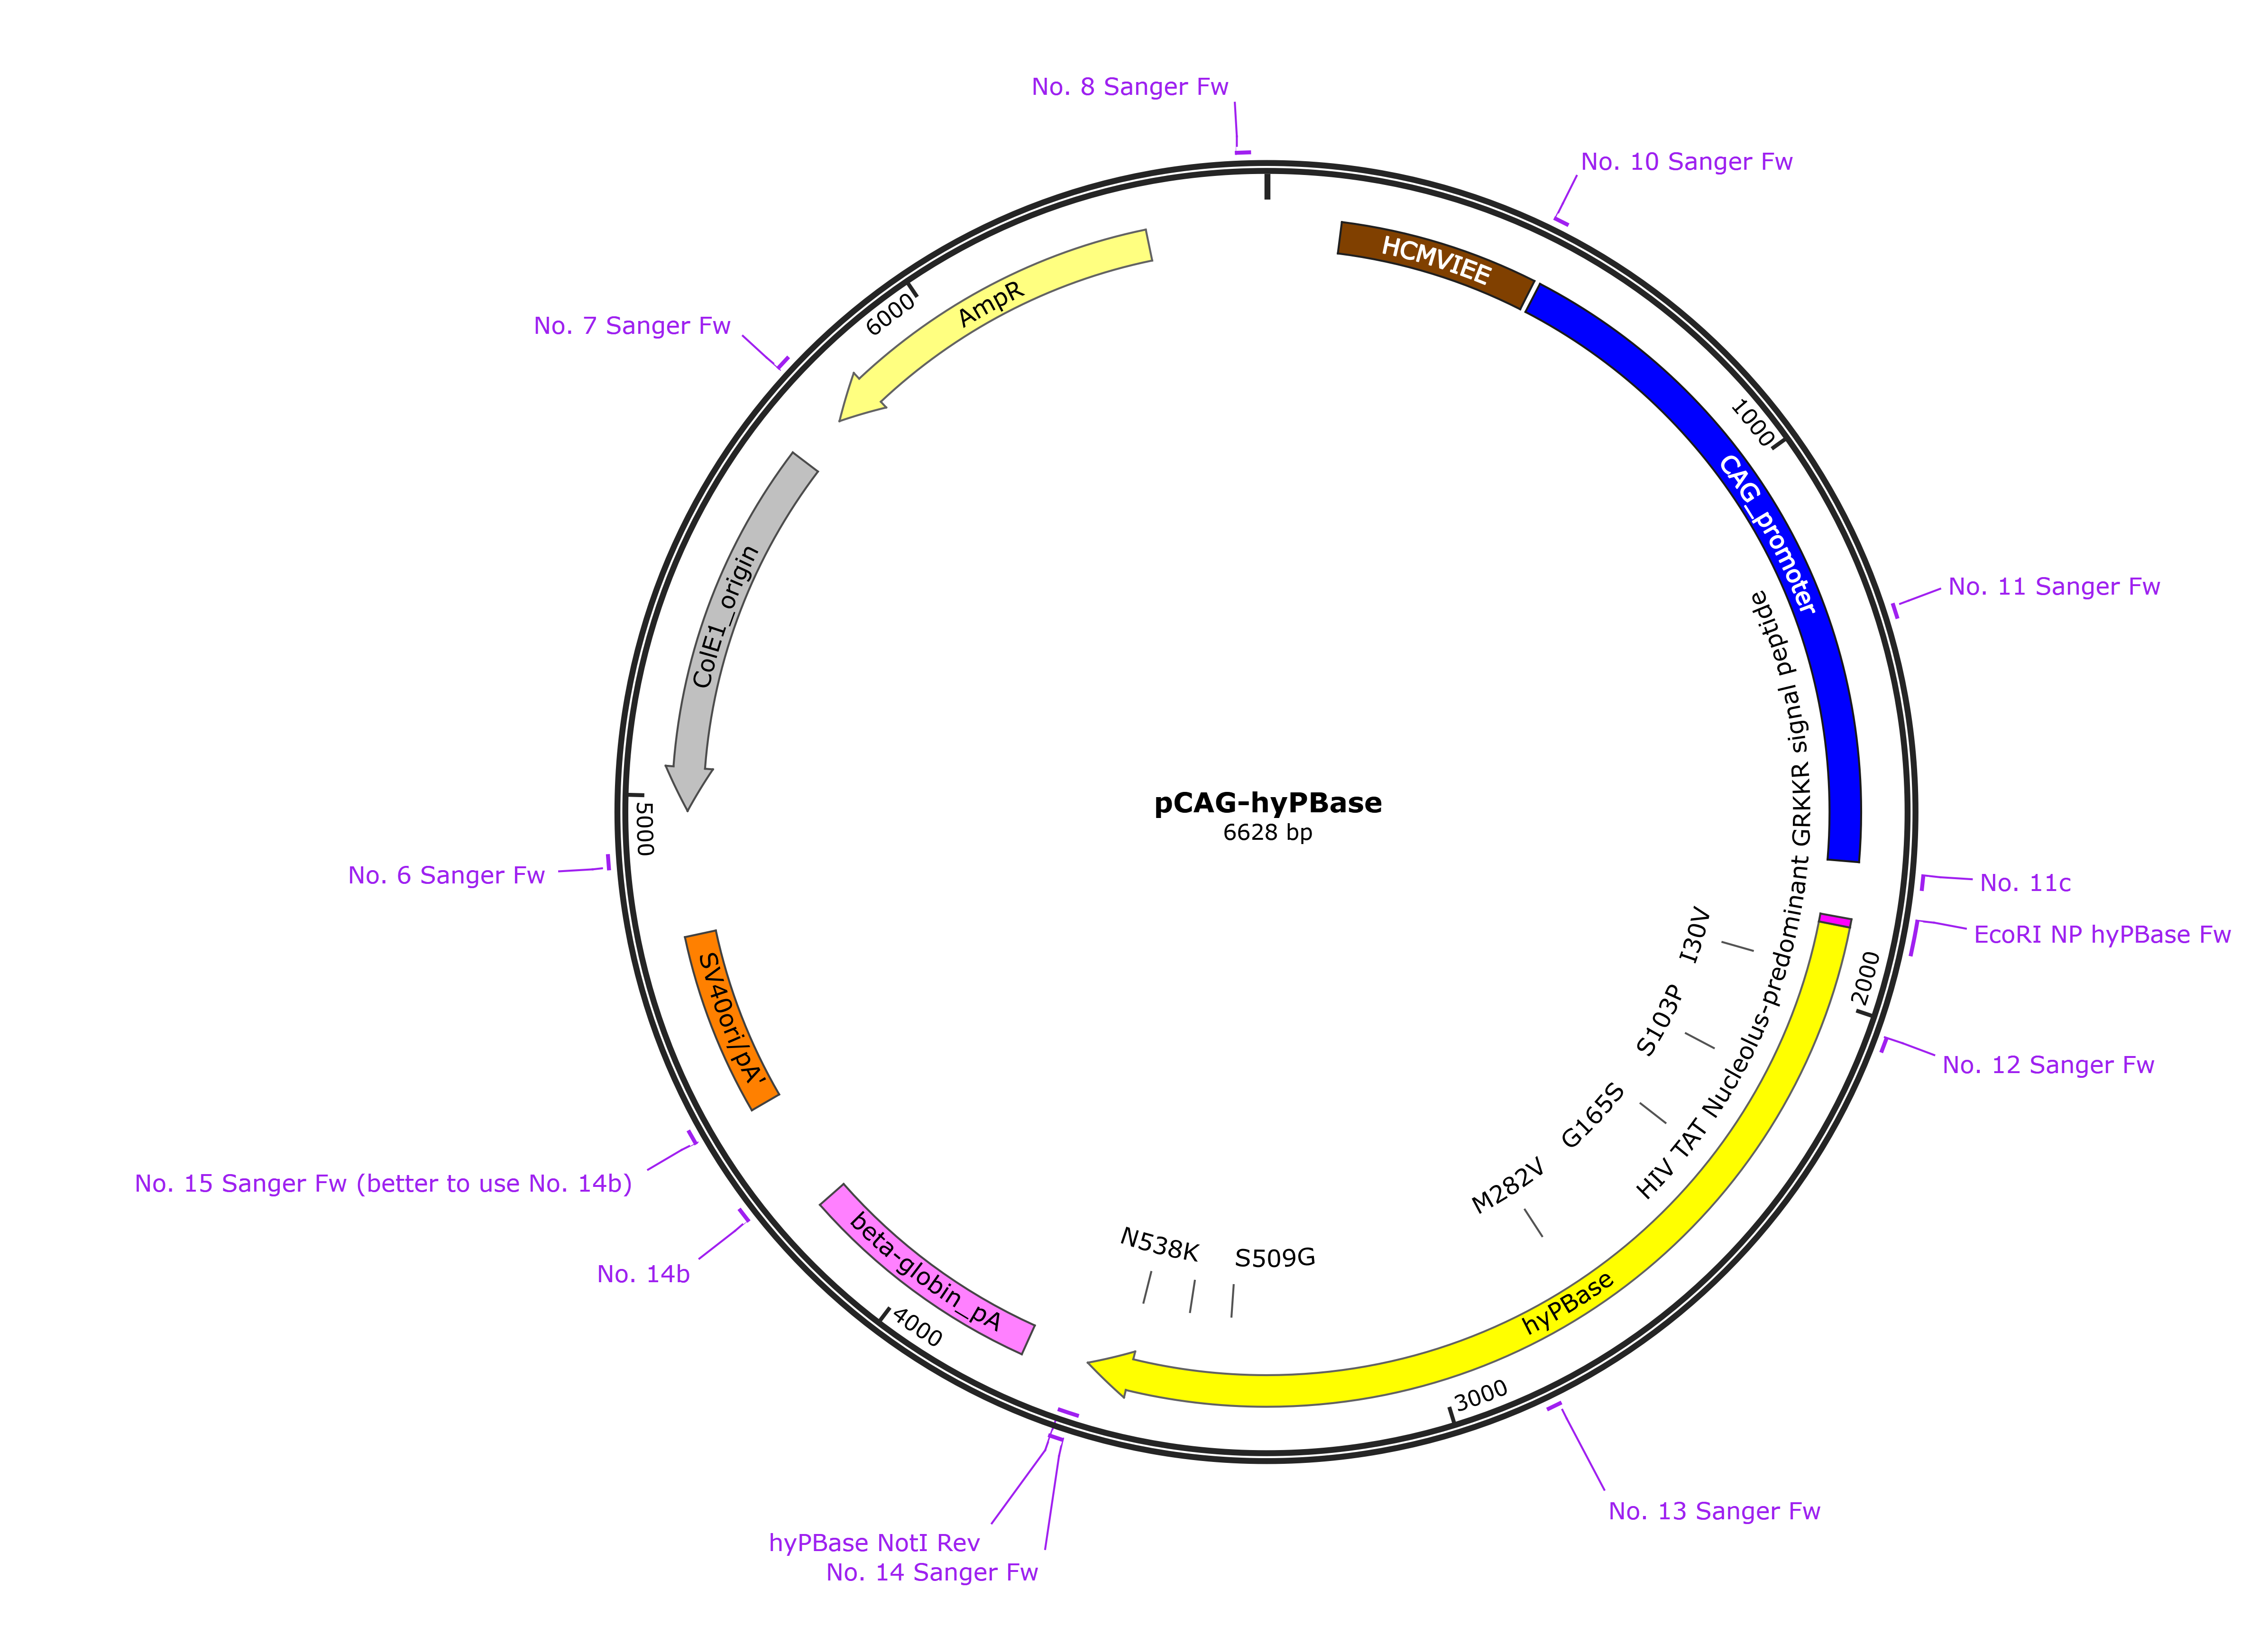 No. 8 Sanger Fw
No. 10 Sanger Fw
HCMVIEE
AmpR
6000
No. 7 Sanger Fw
1000
CAG_promoter
No. 11 Sanger Fw
HIV TAT Nucleolus-predominant GRKKR signal peptide
ColE1_origin
pCAG-hyPBase
6628 bp
5000
No. 6 Sanger Fw
No. 11c
EcoRI NP hyPBase Fw
I30V
2000
S103P
SV40ori/pA'
No. 12 Sanger Fw
G165S
M282V
No. 15 Sanger Fw (better to use No. 14b)
N538K
S509G
No. 14b
beta-globin_pA
hyPBase
4000
3000
No. 13 Sanger Fw
hyPBase NotI Rev
No. 14 Sanger Fw